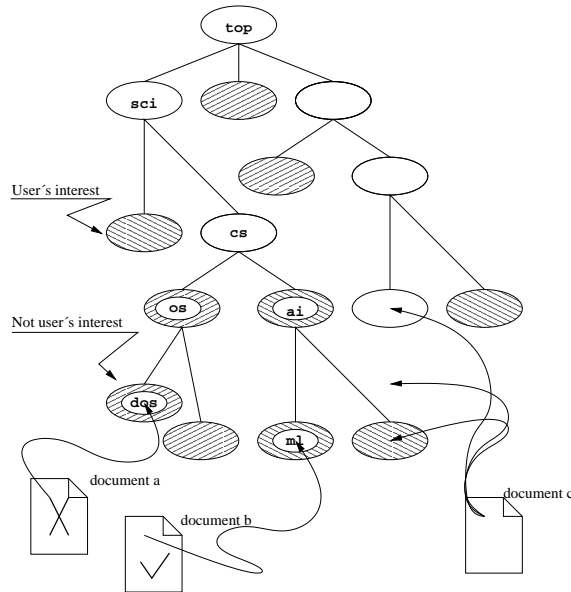 top
sci
User´s interest
cs
os
ai
Not user´s interest
dos
ml
document a
document b
document c